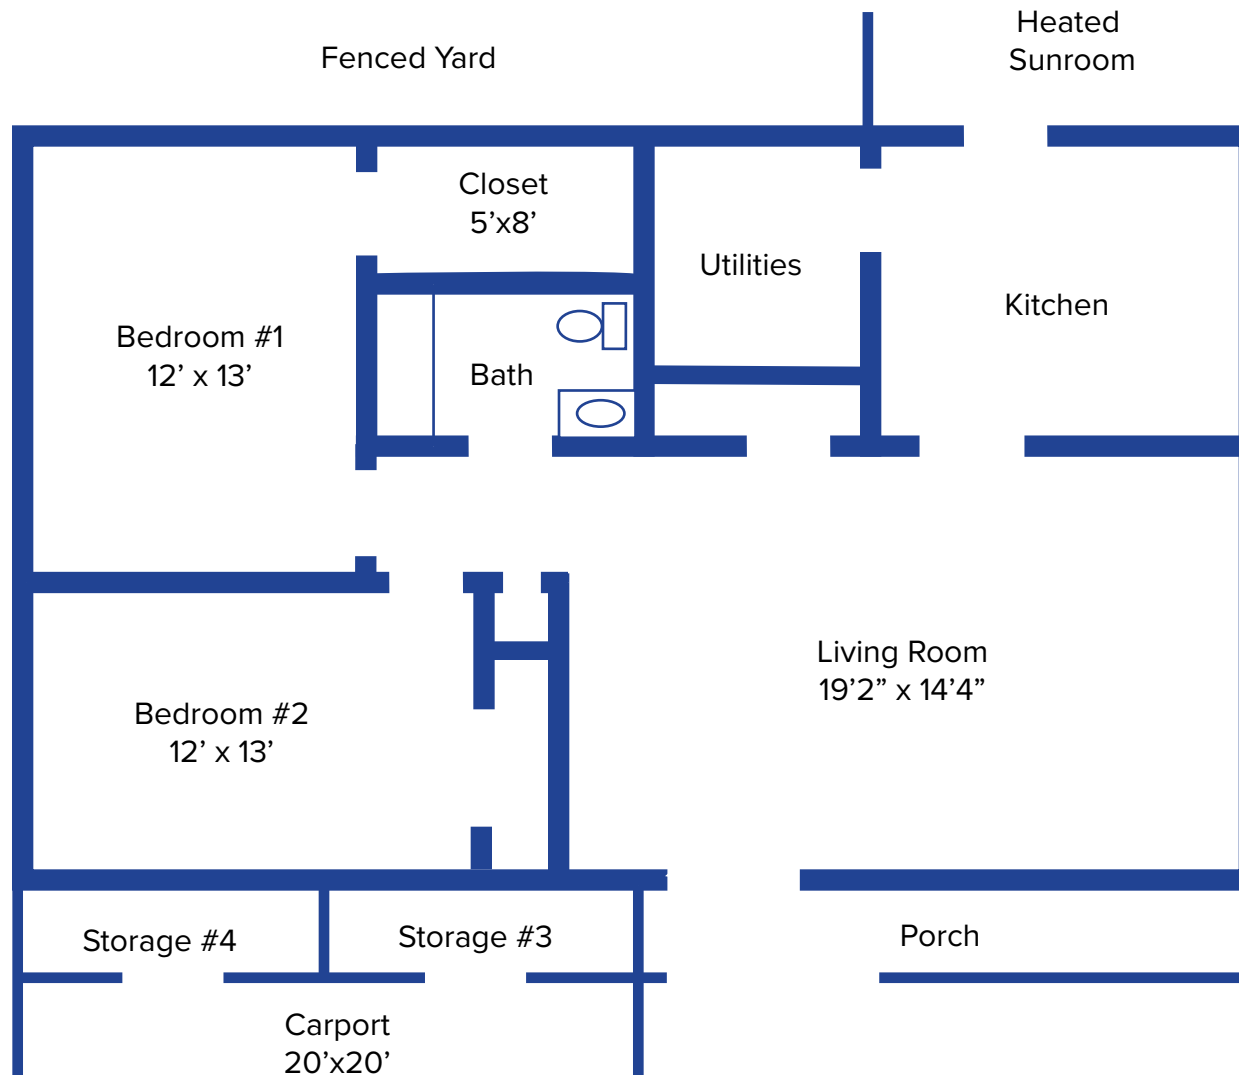 Fenced Yard
Heated
Sunroom
Closet
5’x8’
Utilities
Kitchen
Bedroom #1
12’ x 13’
Bath
Living Room
19’2” x 14’4”
Bedroom #2
12’ x 13’
Storage #4
Storage #3
Porch
Carport
20’x20’